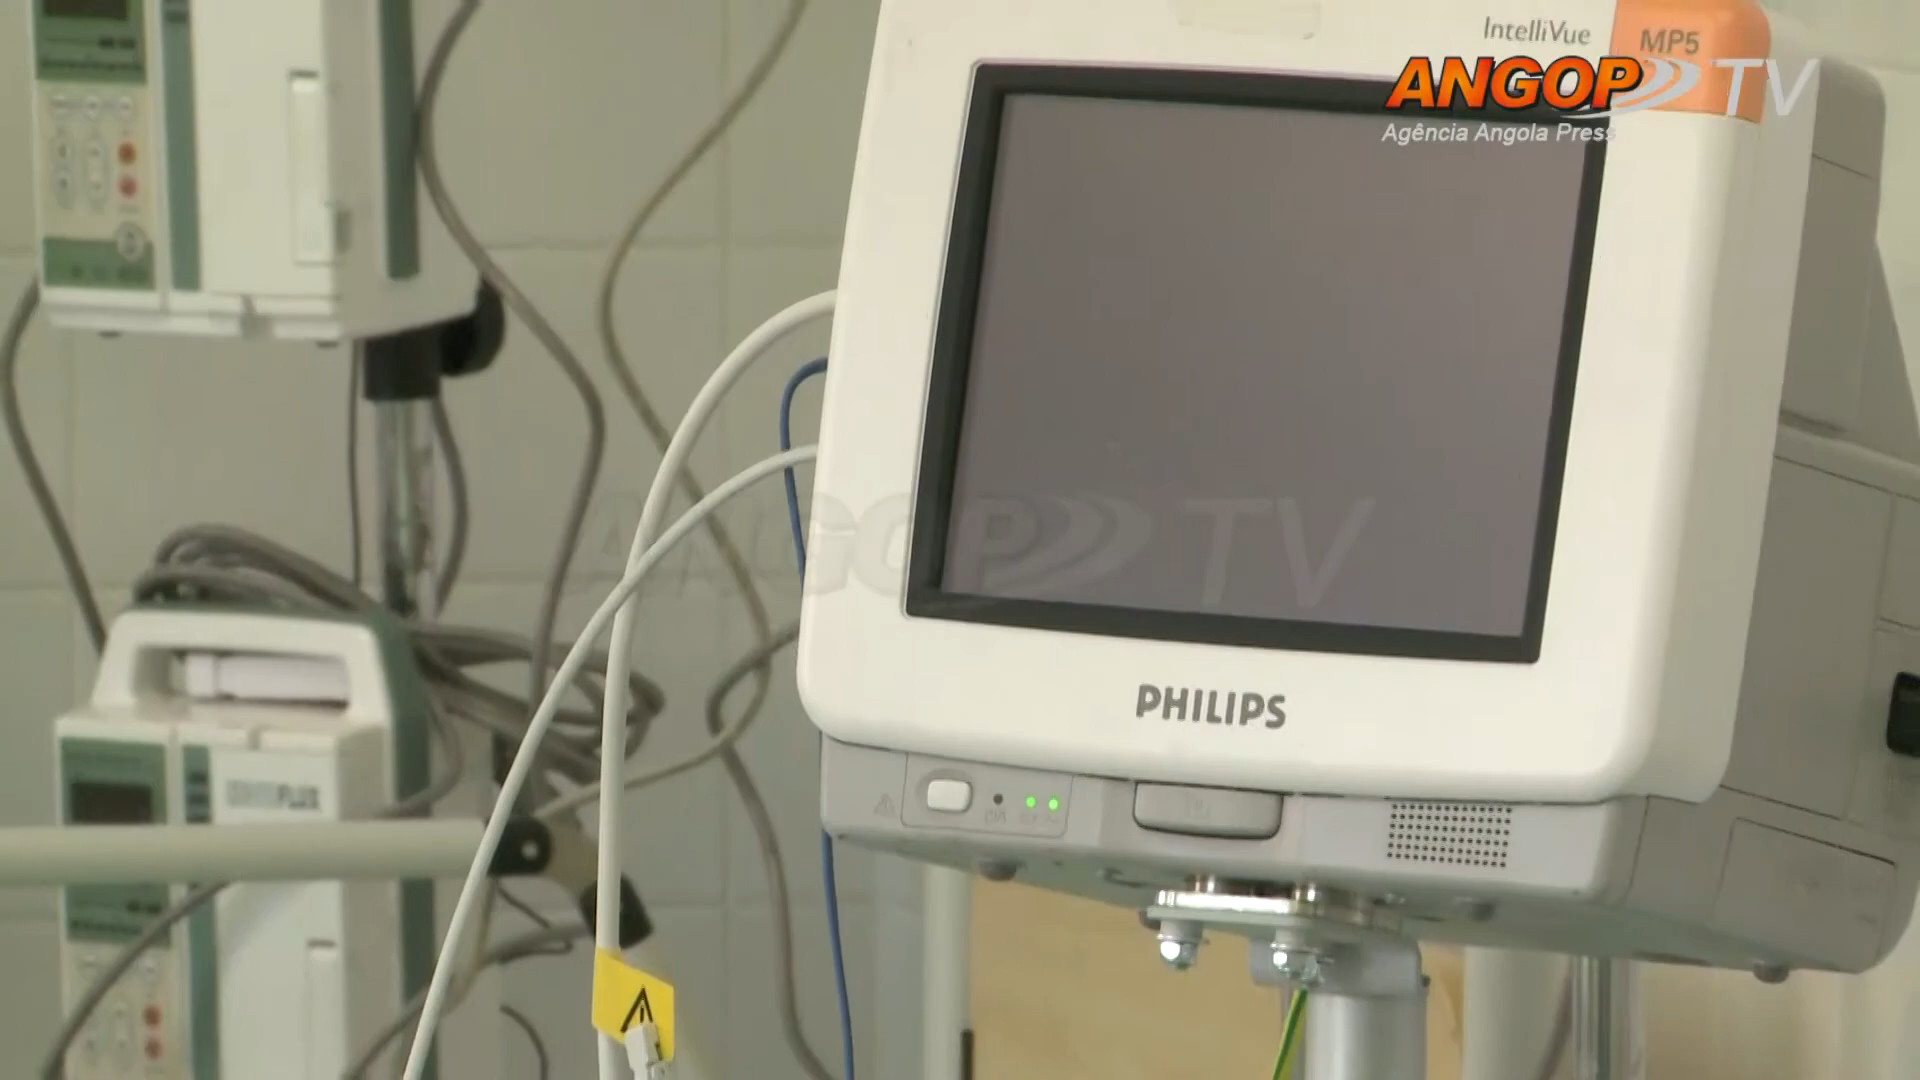 IntelliVue
MP5
ANGOP TV
Agência Angola Press
ANGOP TV
PHILIPS